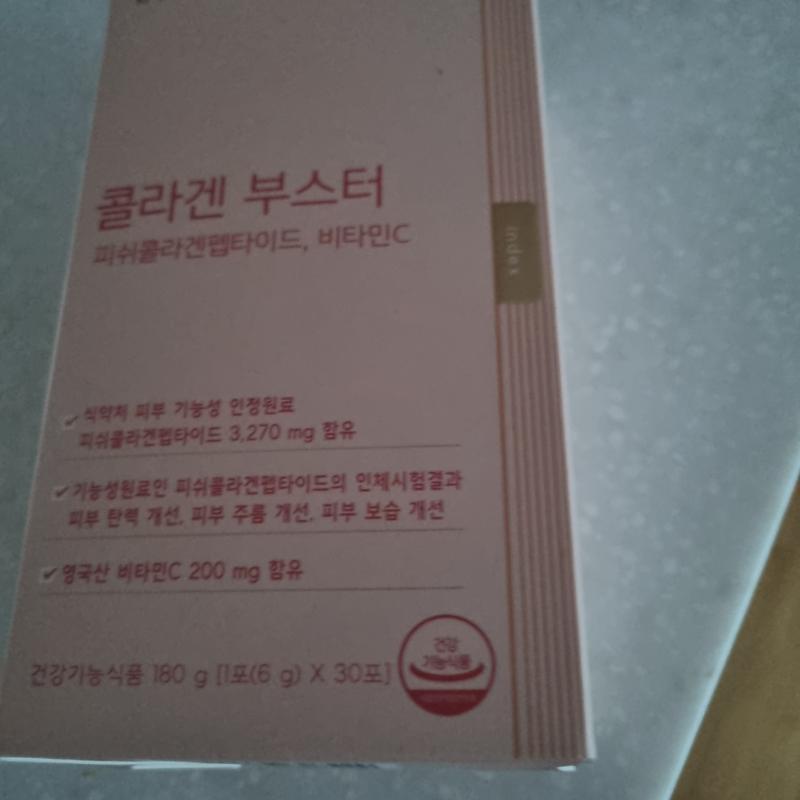 콜라겐 부스터
피쉬콜라겐펩타이드, 비타민C
index
식약처 피부 기능성 인정원료
피쉬콜라겐펩타이드 3,270 mg 함유
기능성원료인 피쉬콜라겐펩타이드의 인체시험결과
피부 탄력 개선, 피부 주름 개선, 피부 보습 개선
영국산 비타민C 200 mg 함유
건강기능식품 180 g [1포(6 g) X 30포]
건강
기능식품